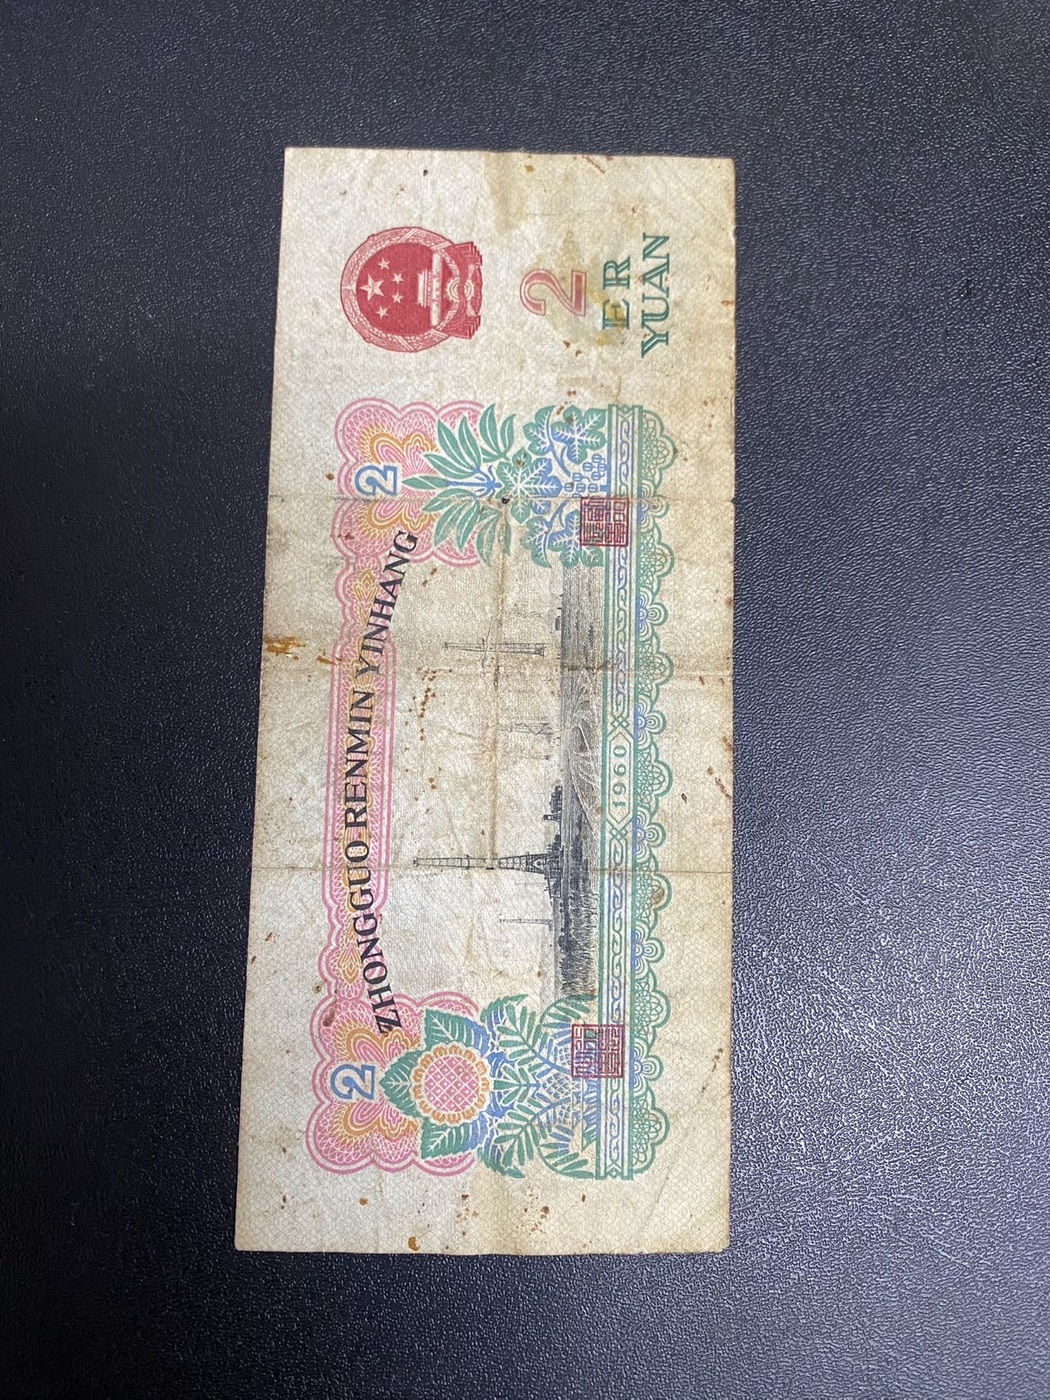 ZHONGGUO RENMIN YINHANG
2
2
2
ER
YUAN
1960